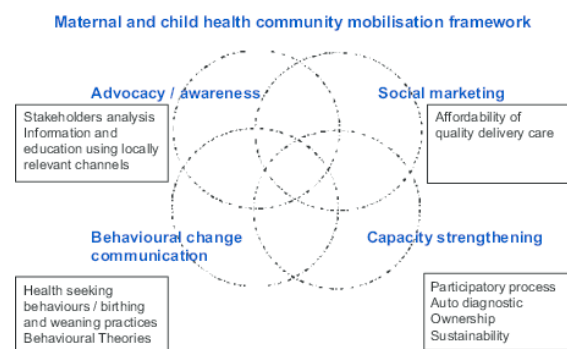 Maternal and child health community mobilisation framework
Advocacy / awareness
Stakeholders analysis
Information and
education using locally
relevant channels
Social marketing
Affordability of
quality delivery care
Behavioural change
communication
Health seeking
behaviours / birthing
and weaning practices
Behavioural Theories
Capacity strengthening
Participatory process
Auto diagnostic
Ownership
Sustainability